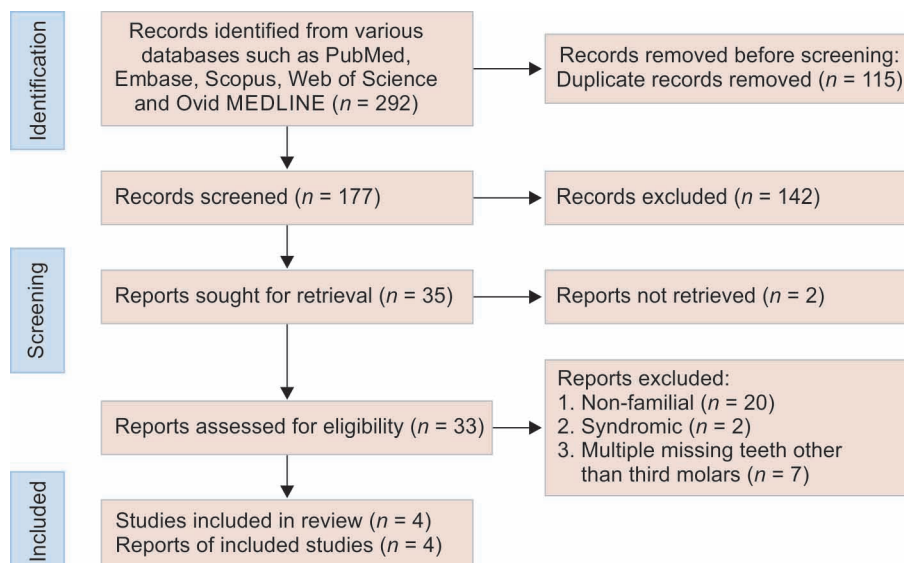 Identification
Records identified from various
databases such as PubMed,
Embase, Scopus, Web of Science
and Ovid MEDLINE (n = 292)
Records removed before screening:
Duplicate records removed (n = 115)
Records screened (n = 177)
Records excluded (n = 142)
Screening
Reports sought for retrieval (n = 35)
Reports not retrieved (n = 2)
Reports assessed for eligibility (n = 33)
Reports excluded:
1. Non-familial (n = 20)
2. Syndromic (n = 2)
3. Multiple missing teeth other
than third molars (n = 7)
Included
Studies included in review (n = 4)
Reports of included studies (n = 4)